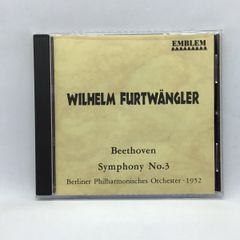 EMBLEM
WILHELM FURTWÄNGLER
Beethoven
Symphony No.3
Berliner Philharmonisches Orchester-1952